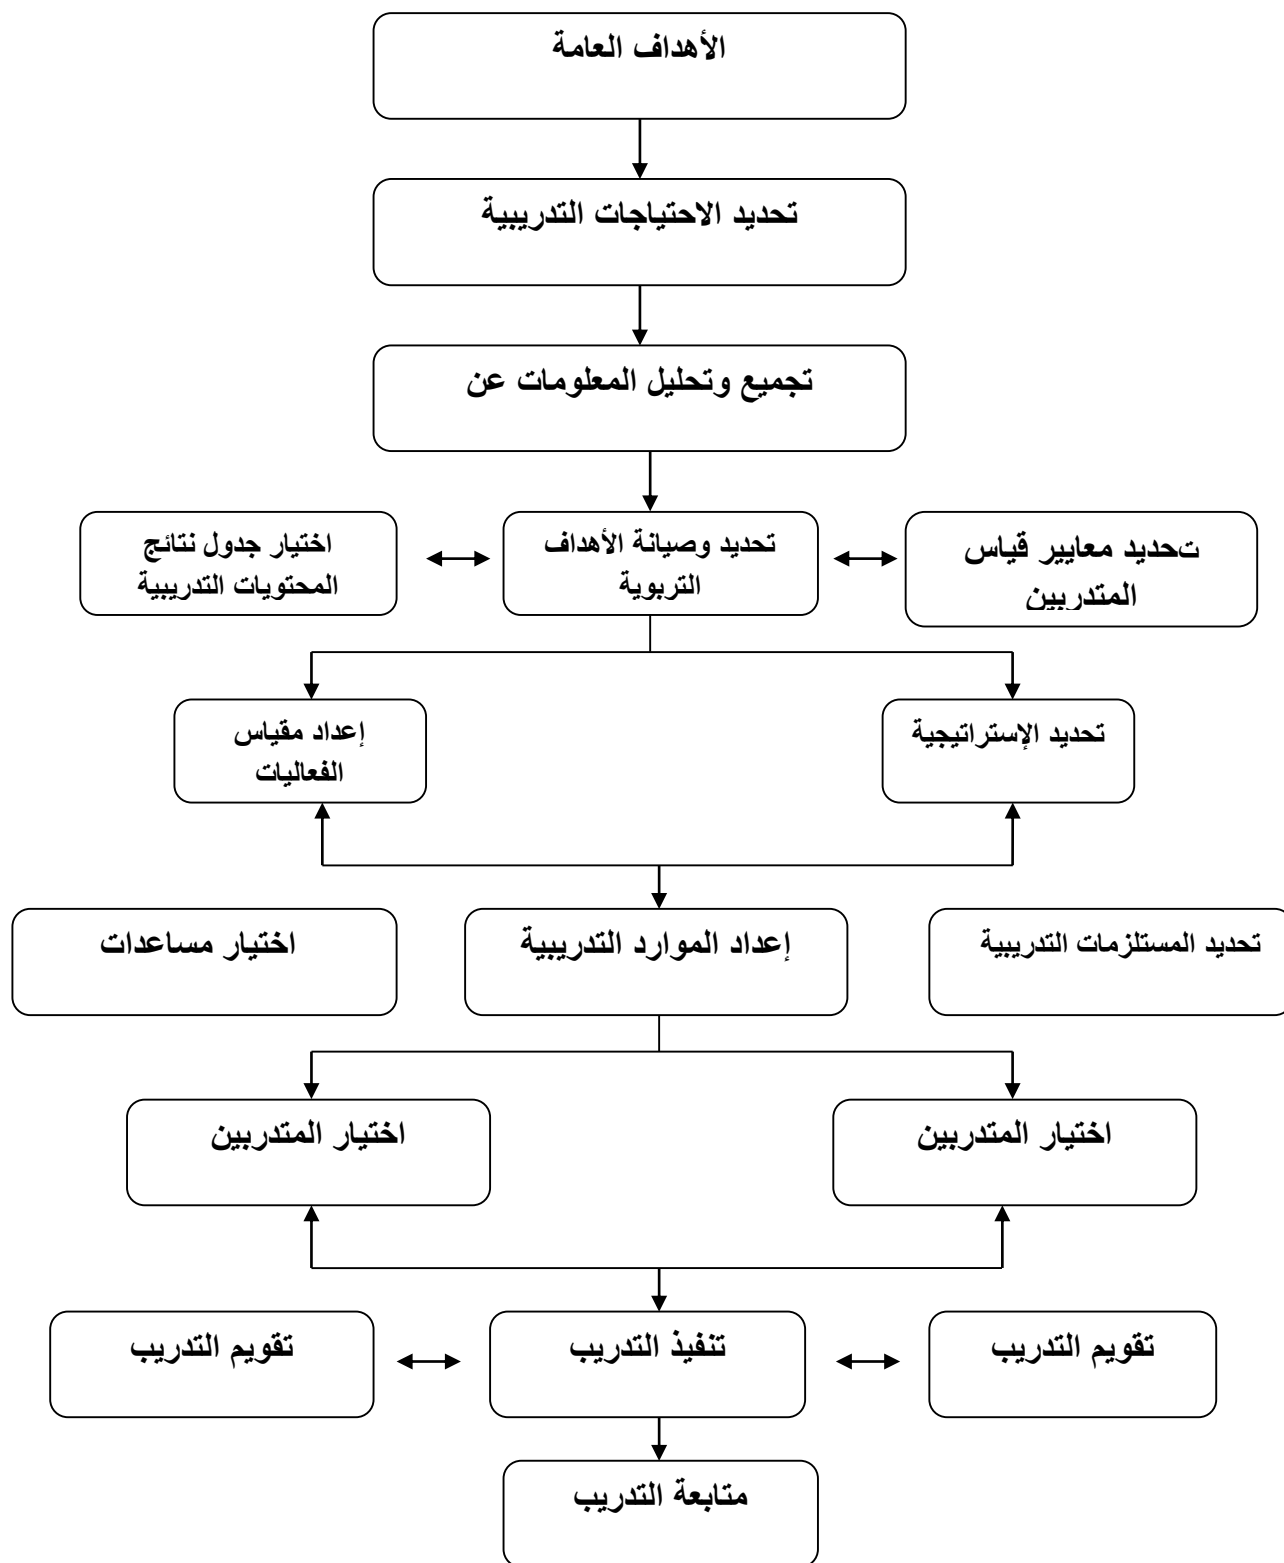 الأهداف العامة
تحديد الاحتياجات التدريبية
تجميع وتحليل المعلومات عن
تحديد معايير قياس
المتدربين
تحديد وصيانة الأهداف
التربوية
اختيار جدول نتائج
المحتويات التدريبية
تحديد الإستراتيجية
إعداد مقياس
الفعاليات
تحديد المستلزمات التدريبية
إعداد الموارد التدريبية
اختيار مساعدات
اختيار المتدربين
اختيار المتدربين
تقويم التدريب
تنفيذ التدريب
تقويم التدريب
متابعة التدريب